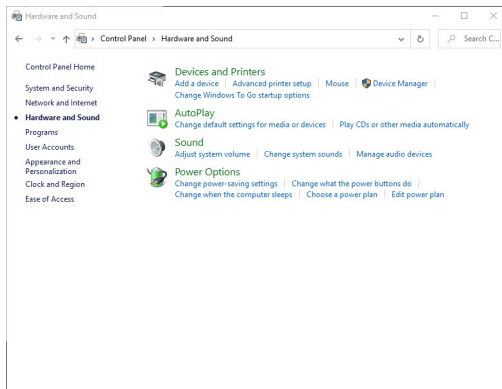 Hardware and Sound
Control Panel > Hardware and Sound
Search C...
Control Panel Home
System and Security
Network and Internet
Hardware and Sound
Programs
User Accounts
Appearance and
Personalization
Clock and Region
Ease of Access
Devices and Printers
Add a device | Advanced printer setup | Mouse | Device Manager |
Change Windows To Go startup options
AutoPlay
Change default settings for media or devices | Play CDs or other media automatically
Sound
Adjust system volume | Change system sounds | Manage audio devices
Power Options
Change power-saving settings | Change what the power buttons do |
Change when the computer sleeps | Choose a power plan | Edit power plan